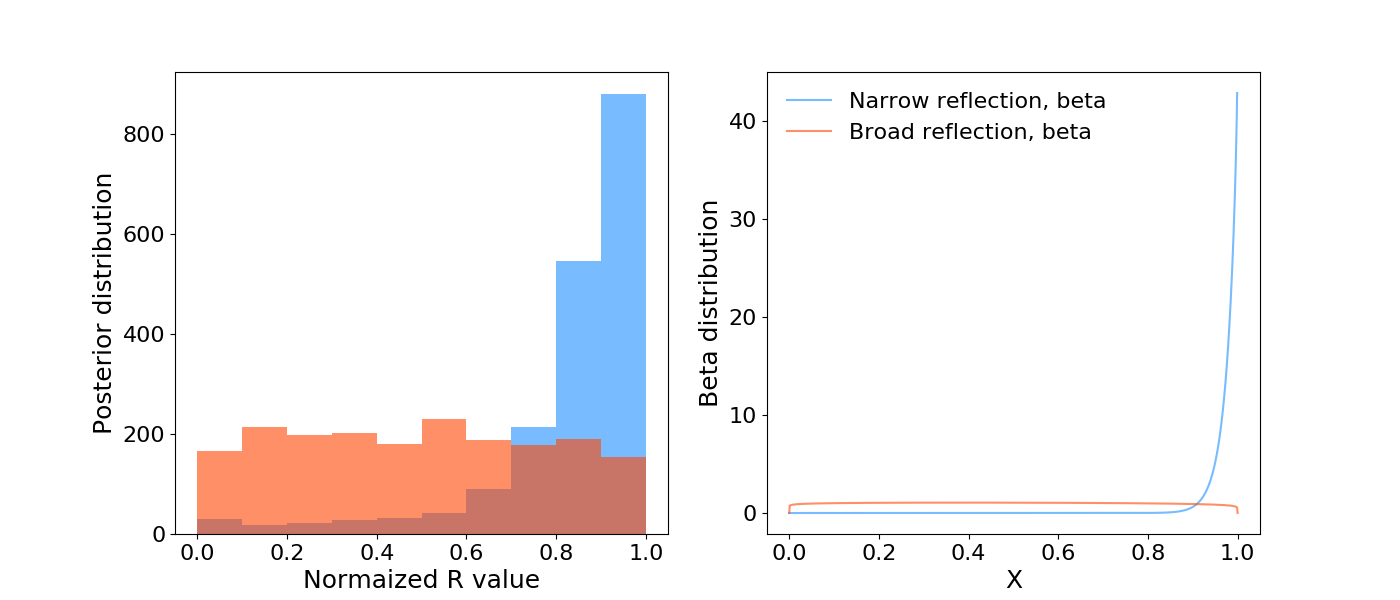 Posterior distribution
800
600
400
200
0
0.0 0.2 0.4 0.6 0.8 1.0
Normaized R value
Beta distribution
40
30
20
10
0
Narrow reflection, beta
Broad reflection, beta
0.0 0.2 0.4 0.6 0.8 1.0
X